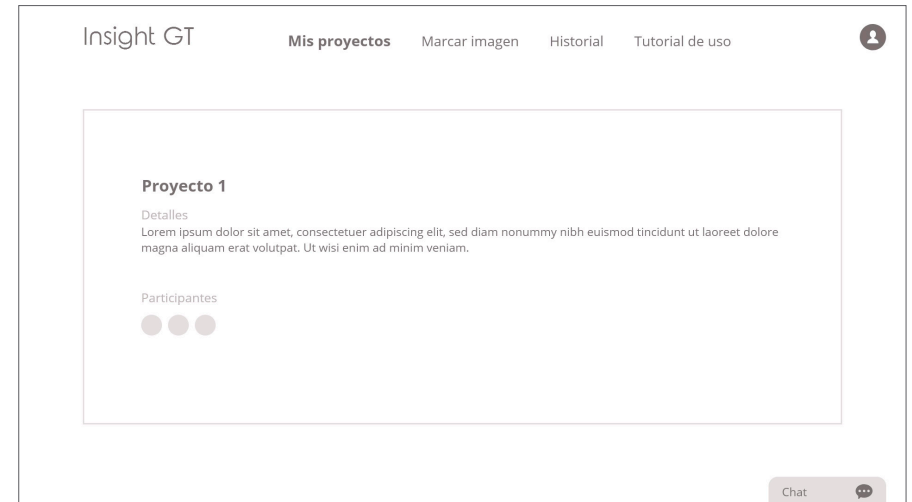 Insight GT
Mis proyectos Marcar imagen Historial Tutorial de uso
Proyecto 1
Detalles
Lorem ipsum dolor sit amet, consectetuer adipiscing elit, sed diam nonummy nibh euismod tincidunt ut laoreet dolore
magna aliquam erat volutpat. Ut wisi enim ad minim veniam.
Participantes
Chat